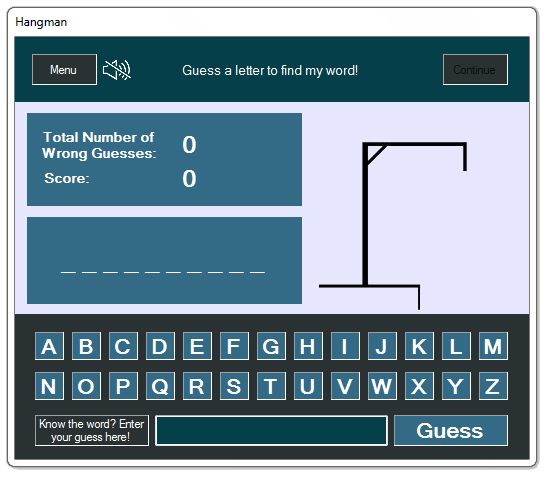 Hangman
Menu
Guess a letter to find my word!
Continue
Total Number of
Wrong Guesses:
0
Score:
0
_ _ _ _ _ _ _ _ _ _
A B C D E F G H I J K L M
N O P Q R S T U V W X Y Z
Know the word? Enter
your guess here!
Guess